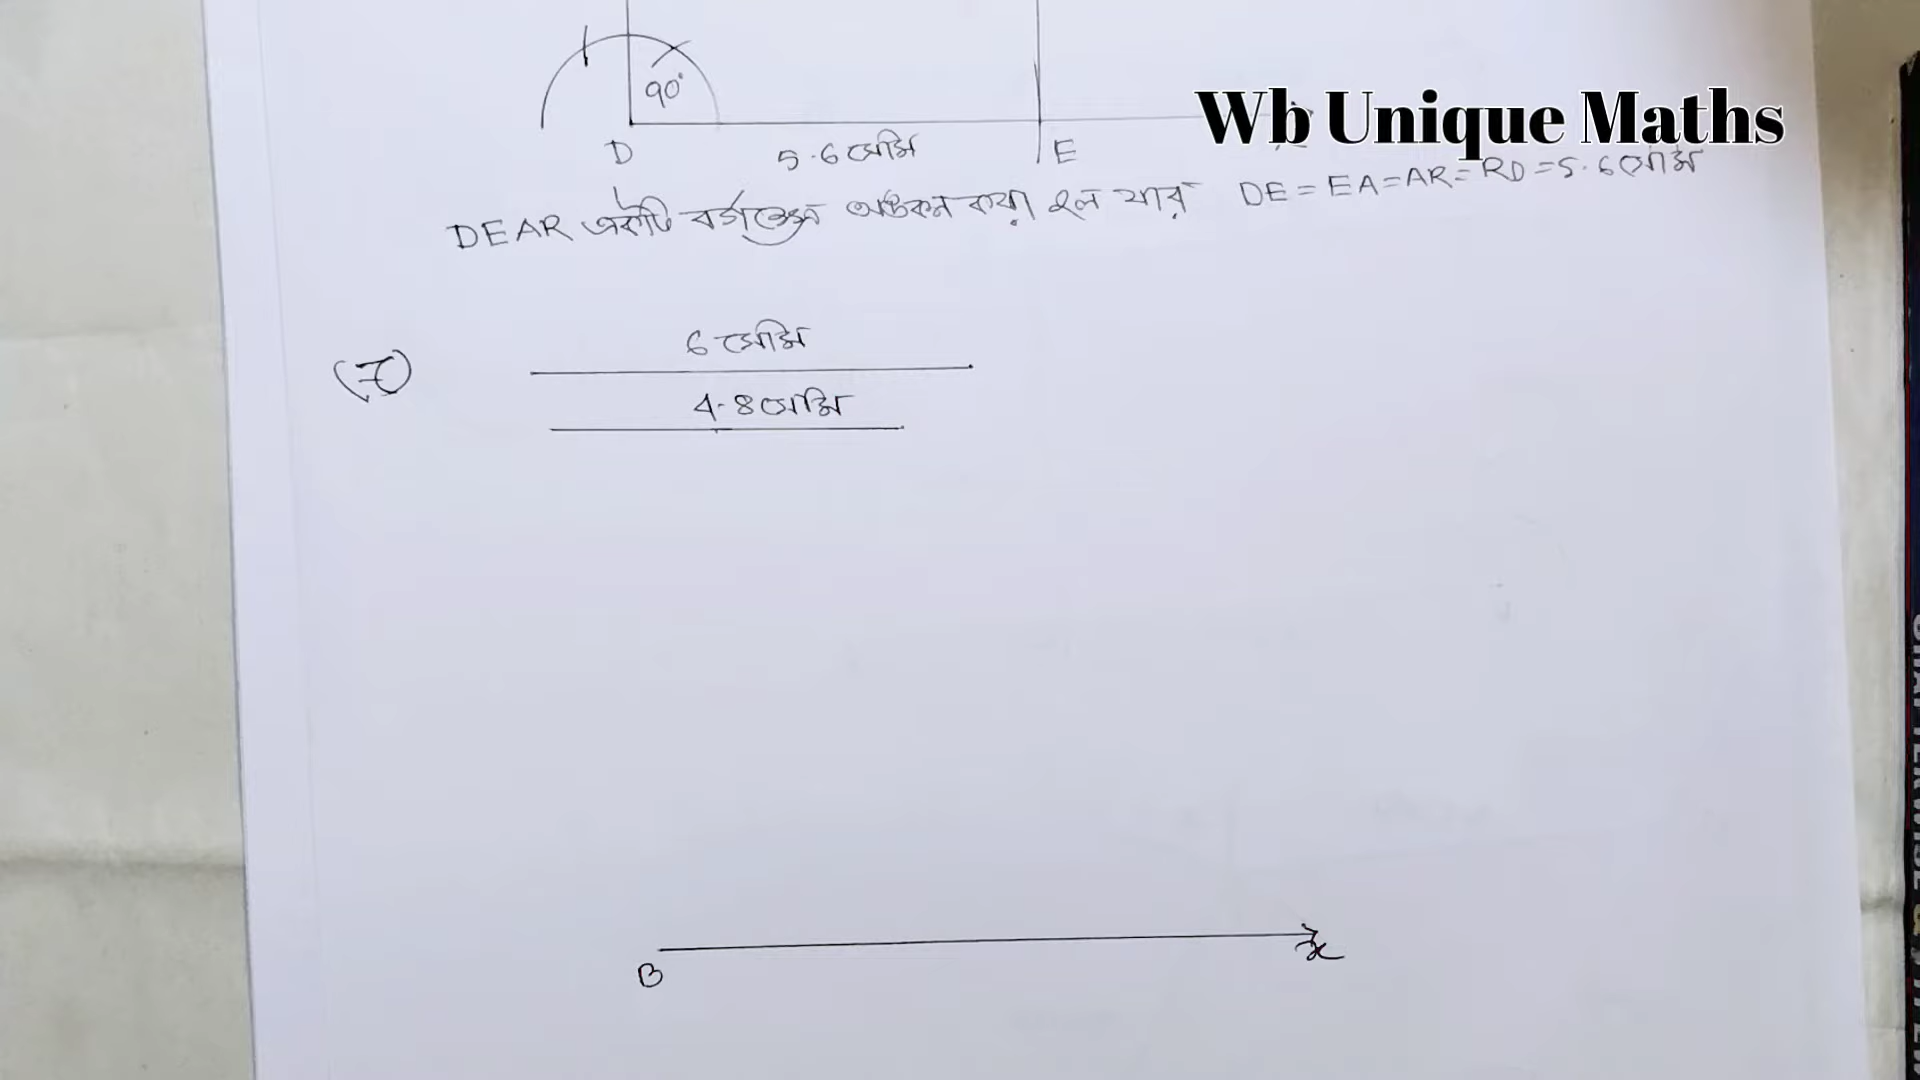 90°
Wb Unique Maths
D 5.6 সেমি E
DEAR একটি বর্গক্ষেত্র অঙ্কন করা হল যার DE = EA = AR = RD = 5.6 সেমি
6 সেমি
4.8 সেমি
B x